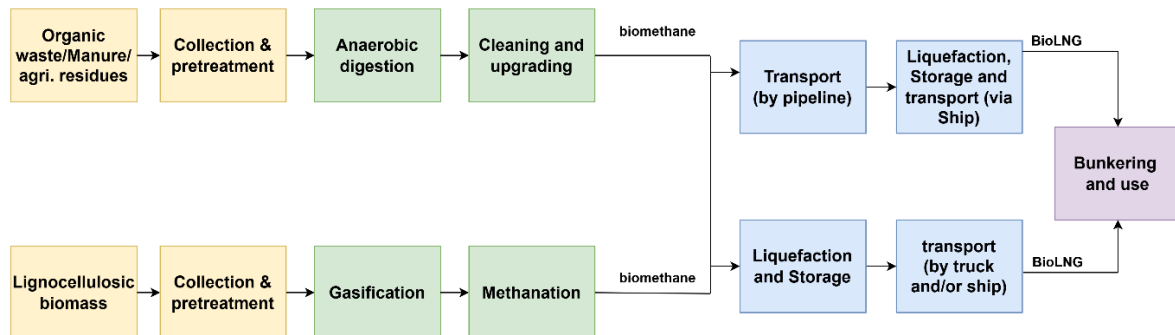 Organic
waste/Manure/
agri. residues
Collection &
pretreatment
Anaerobic
digestion
Cleaning and
upgrading
biomethane
Transport
(by pipeline)
Liquefaction,
Storage and
transport (via
Ship)
BioLNG
Bunkering
and use
Lignocellulosic
biomass
Collection &
pretreatment
Gasification
Methanation
biomethane
Liquefaction
and Storage
transport
(by truck
and/or ship)
BioLNG